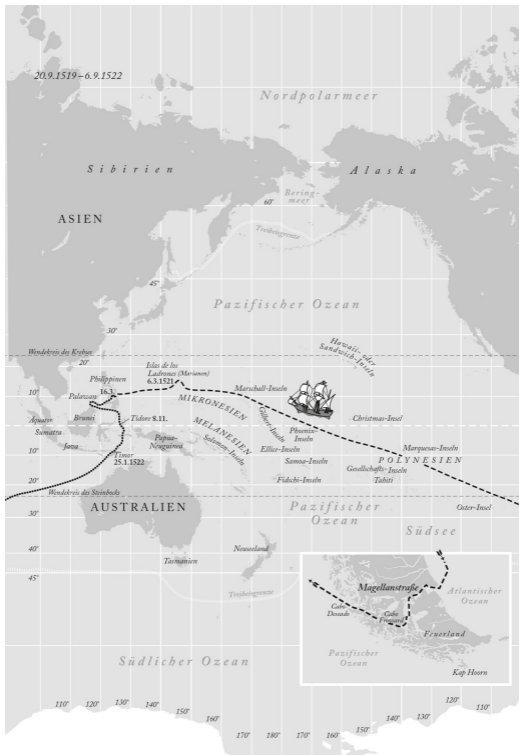 20.9.1519–6.9.1522
Nordpolarmeer
Sibirien
Alaska
Bering-
meer
60°
ASIEN
Treibeisgrenze
45°
Pazifischer Ozean
30°
Hawaii- oder
Sandwich-Inseln
Wendekreis des Krebses
20°
Islas de los
Ladrones (Marianen)
6.3.1521
Philippinen
16.3.
10°
Palawan
Marschall-Inseln
MIKRONESIEN
Brunei
Tidore 8.11.
Christmas-Insel
Äquator
Sumatra
MELANESIEN
Gilbert-Inseln
Phoenix-
Inseln
Papua-
Neuguinea
Salomon-Inseln
Ellice-Inseln
Marquesas-Inseln
10°
Java
Timor
25.1.1522
Samoa-Inseln
POLYNESIEN
Gesellschafts-Inseln
20°
Fidschi-Inseln
Tahiti
Wendekreis des Steinbocks
AUSTRALIEN
Pazifischer
Ozean
Oster-Insel
30°
Südsee
40°
Neuseeland
Tasmanien
45°
Treibeisgrenze
Magellanstraße
Atlantischer
Ozean
Cabo
Deseado
Cabo
Froward
Feuerland
Pazifischer
Ozean
Kap Hoorn
Südlicher Ozean
110° 120° 130° 140° 150° 160° 170° 180° 170° 160° 150° 140° 130° 120° 110°